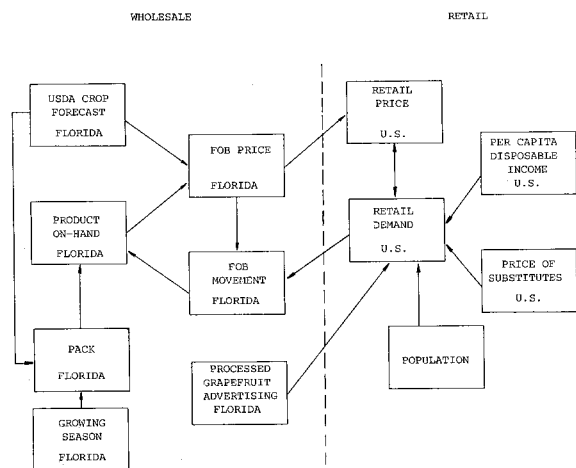 WHOLESALE
RETAIL
USDA CROP
FORECAST
FLORIDA
FOB PRICE
FLORIDA
RETAIL
PRICE
U.S.
PER CAPITA
DISPOSABLE
INCOME
U.S.
PRODUCT
ON-HAND
FLORIDA
FOB
MOVEMENT
FLORIDA
RETAIL
DEMAND
U.S.
PRICE OF
SUBSTITUTES
U.S.
PACK
FLORIDA
PROCESSED
GRAPEFRUIT
ADVERTISING
FLORIDA
POPULATION
GROWING
SEASON
FLORIDA